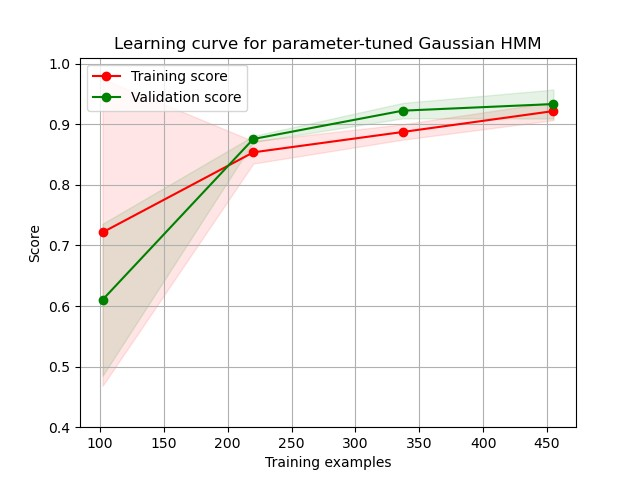 Learning curve for parameter-tuned Gaussian HMM
Training score
Validation score
1.0
0.9
0.8
0.7
0.6
0.5
0.4
Score
100 150 200 250 300 350 400 450
Training examples